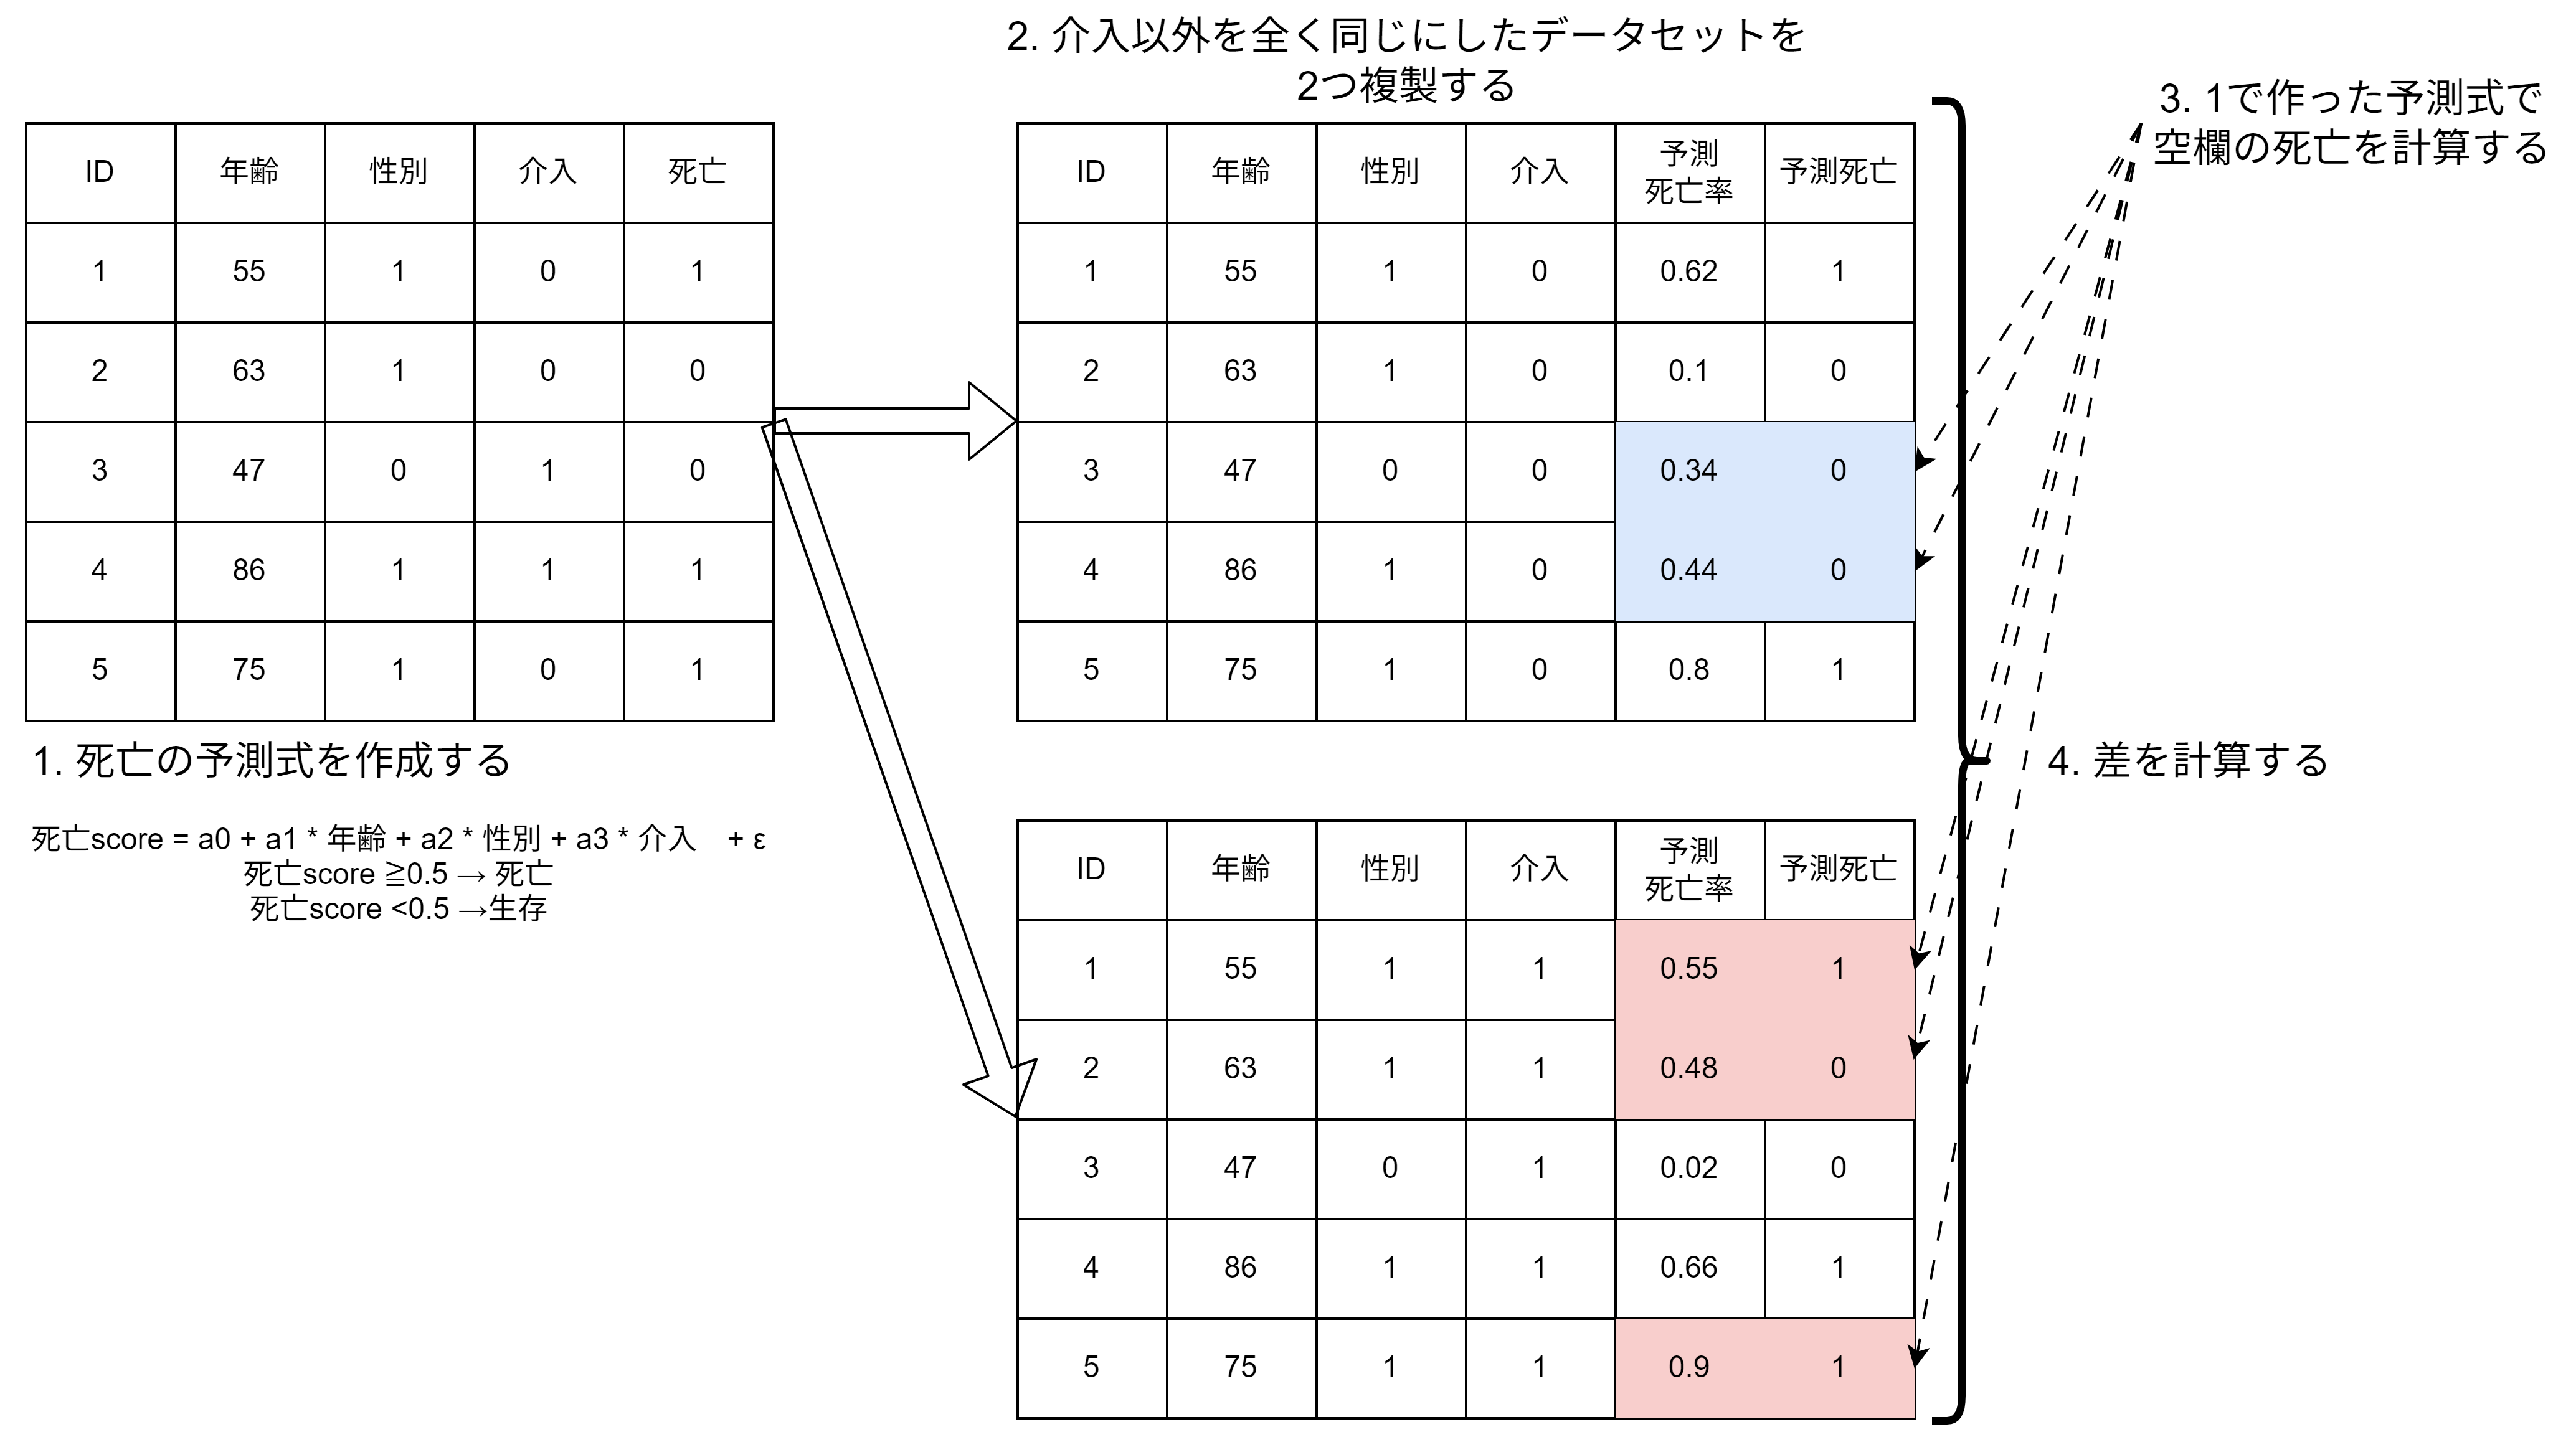 2. 介入以外を全く同じにしたデータセットを
2つ複製する
3. 1で作った予測式で
空欄の死亡を計算する
ID 年齢 性別 介入 死亡
1 55 1 0 1
2 63 1 0 0
3 47 0 1 0
4 86 1 1 1
5 75 1 0 1
1. 死亡の予測式を作成する
死亡score = a0 + a1 * 年齢 + a2 * 性別 + a3 * 介入　+ ε
死亡score ≧0.5 → 死亡
死亡score <0.5 →生存
ID 年齢 性別 介入 予測 死亡率 予測死亡
1 55 1 0 0.62 1
2 63 1 0 0.1 0
3 47 0 0 0.34 0
4 86 1 0 0.44 0
5 75 1 0 0.8 1
4. 差を計算する
ID 年齢 性別 介入 予測 死亡率 予測死亡
1 55 1 1 0.55 1
2 63 1 1 0.48 0
3 47 0 1 0.02 0
4 86 1 1 0.66 1
5 75 1 1 0.9 1